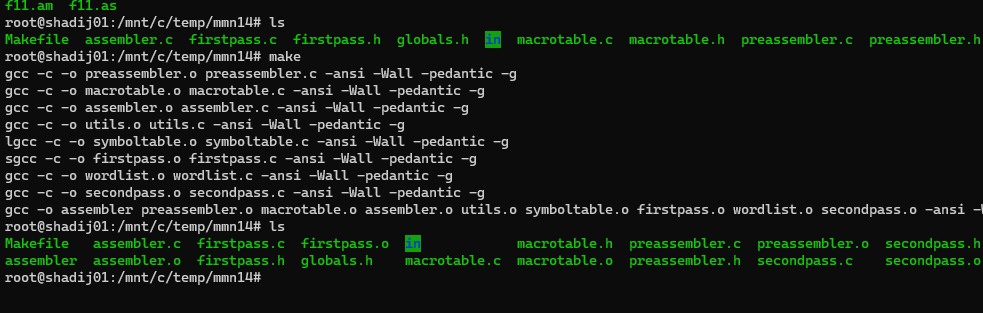 f11.am  f11.as
root@shadij01:/mnt/c/temp/mmn14# ls
Makefile  assembler.c  firstpass.c  firstpass.h  globals.h  in  macrotable.c  macrotable.h  preassembler.c  preassembler.h
root@shadij01:/mnt/c/temp/mmn14# make
gcc -c -o preassembler.o preassembler.c -ansi -Wall -pedantic -g
gcc -c -o macrotable.o macrotable.c -ansi -Wall -pedantic -g
gcc -c -o assembler.o assembler.c -ansi -Wall -pedantic -g
gcc -c -o utils.o utils.c -ansi -Wall -pedantic -g
lgcc -c -o symboltable.o symboltable.c -ansi -Wall -pedantic -g
sgcc -c -o firstpass.o firstpass.c -ansi -Wall -pedantic -g
gcc -c -o wordlist.o wordlist.c -ansi -Wall -pedantic -g
gcc -c -o secondpass.o secondpass.c -ansi -Wall -pedantic -g
gcc -o assembler preassembler.o macrotable.o assembler.o utils.o symboltable.o firstpass.o wordlist.o secondpass.o -ansi -W
root@shadij01:/mnt/c/temp/mmn14# ls
Makefile  assembler.c  firstpass.c  firstpass.o  in  macrotable.h  preassembler.c  preassembler.o  secondpass.h
assembler  assembler.o  firstpass.h  globals.h  macrotable.c  macrotable.o  preassembler.h  secondpass.c  secondpass.o
root@shadij01:/mnt/c/temp/mmn14#